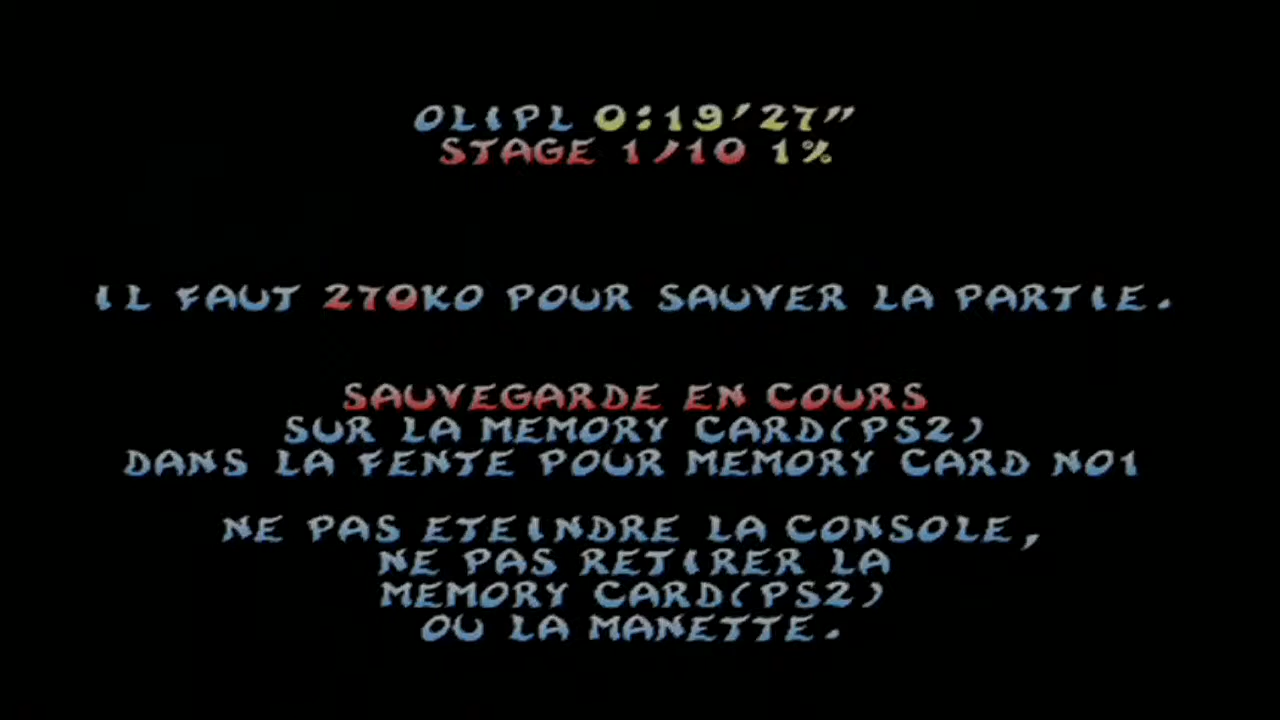 OLIPL 0:19'27"
STAGE 1/10 1%
IL FAUT 270KO POUR SAUVER LA PARTIE.
SAUVEGARDE EN COURS
SUR LA MEMORY CARD(PS2)
DANS LA FENTE POUR MEMORY CARD NO1
NE PAS ETEINDRE LA CONSOLE,
NE PAS RETIRER LA
MEMORY CARD(PS2)
OU LA MANETTE.